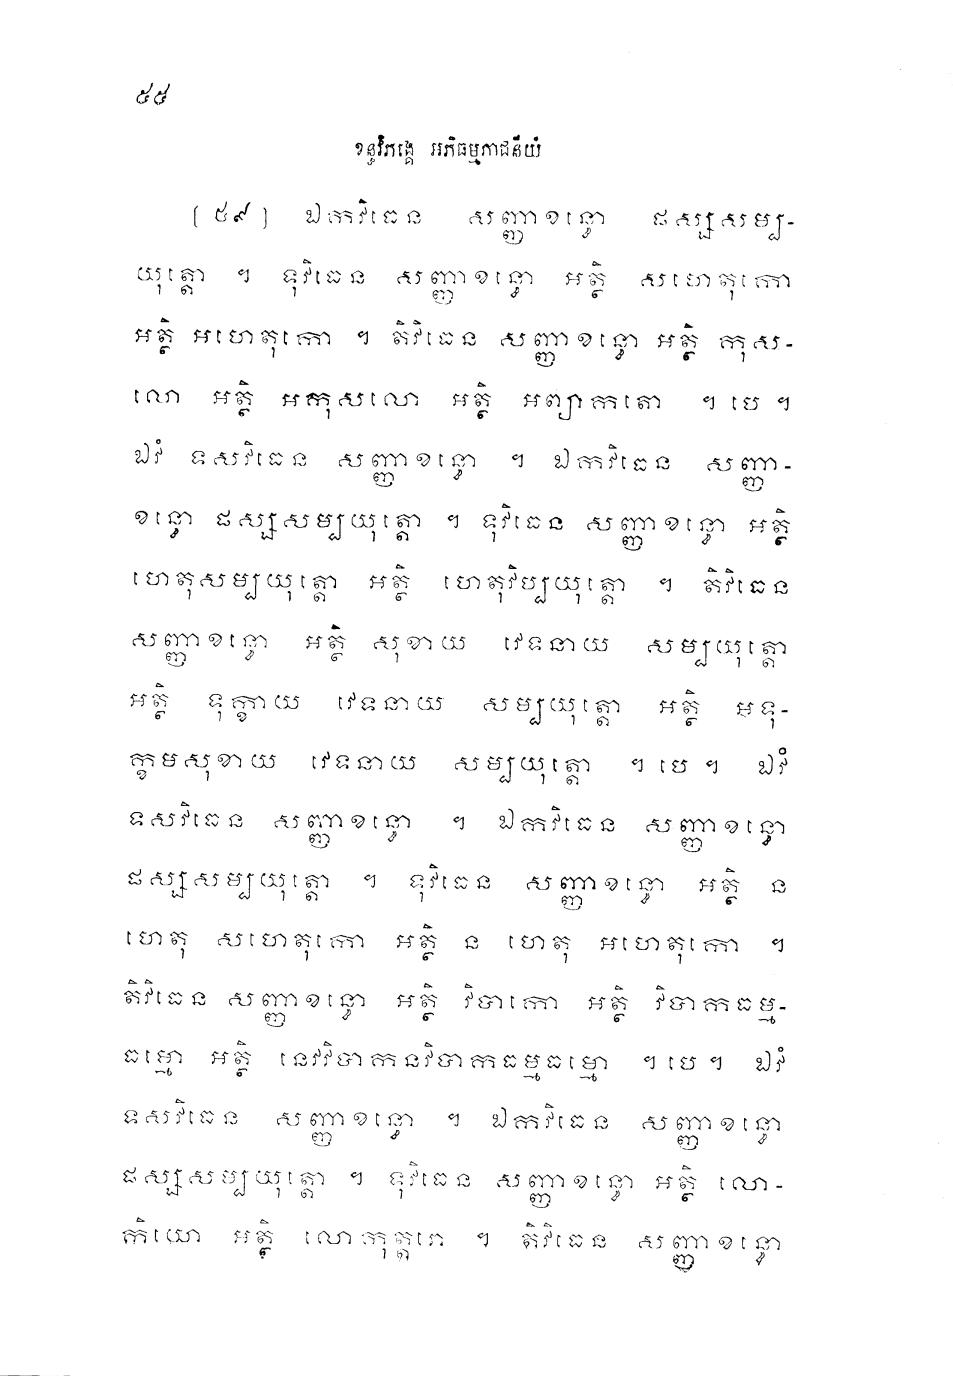 ៥៥
ខន្ធវិភង្គេ អភិធម្មភាជនីយំ
[ ៥៩ ] ឯកវិធេន សញ្ញាខន្ធោ ផស្សសម្ប-
យុត្តោ ។ ទុវិធេន សញ្ញាខន្ធោ អត្ថិ សហេតុកោ
អត្ថិ អហេតុកោ ។ តិវិធេន សញ្ញាខន្ធោ អត្ថិ កុស-
លោ អត្ថិ អកុសលោ អត្ថិ អព្យាកតោ ។ បេ ។
ឯវំ ទសវិធេន សញ្ញាខន្ធោ ។ ឯកវិធេន សញ្ញា-
ខន្ធោ ផស្សសម្បយុត្តោ ។ ទុវិធេន សញ្ញាខន្ធោ អត្ថិ
ហេតុសម្បយុត្តោ អត្ថិ ហេតុវិប្បយុត្តោ ។ តិវិធេន
សញ្ញាខន្ធោ អត្ថិ សុខាយ វេទនាយ សម្បយុត្តោ
អត្ថិ ទុក្ខាយ វេទនាយ សម្បយុត្តោ អត្ថិ អទុ-
ក្ខមសុខាយ វេទនាយ សម្បយុត្តោ ។ បេ ។ ឯវំ
ទសវិធេន សញ្ញាខន្ធោ ។ ឯកវិធេន សញ្ញាខន្ធោ
ផស្សសម្បយុត្តោ ។ ទុវិធេន សញ្ញាខន្ធោ អត្ថិ ន
ហេតុ សហេតុកោ អត្ថិ ន ហេតុ អហេតុកោ ។
តិវិធេន សញ្ញាខន្ធោ អត្ថិ វិបាកោ អត្ថិ វិបាកធម្ម-
ធម្មោ អត្ថិ នេវវិបាកនវិបាកធម្មធម្មោ ។ បេ ។ ឯវំ
ទសវិធេន សញ្ញាខន្ធោ ។ ឯកវិធេន សញ្ញាខន្ធោ
ផស្សសម្បយុត្តោ ។ ទុវិធេន សញ្ញាខន្ធោ អត្ថិ លោ-
កិយោ អត្ថិ លោកុត្តរោ ។ តិវិធេន សញ្ញាខន្ធោ